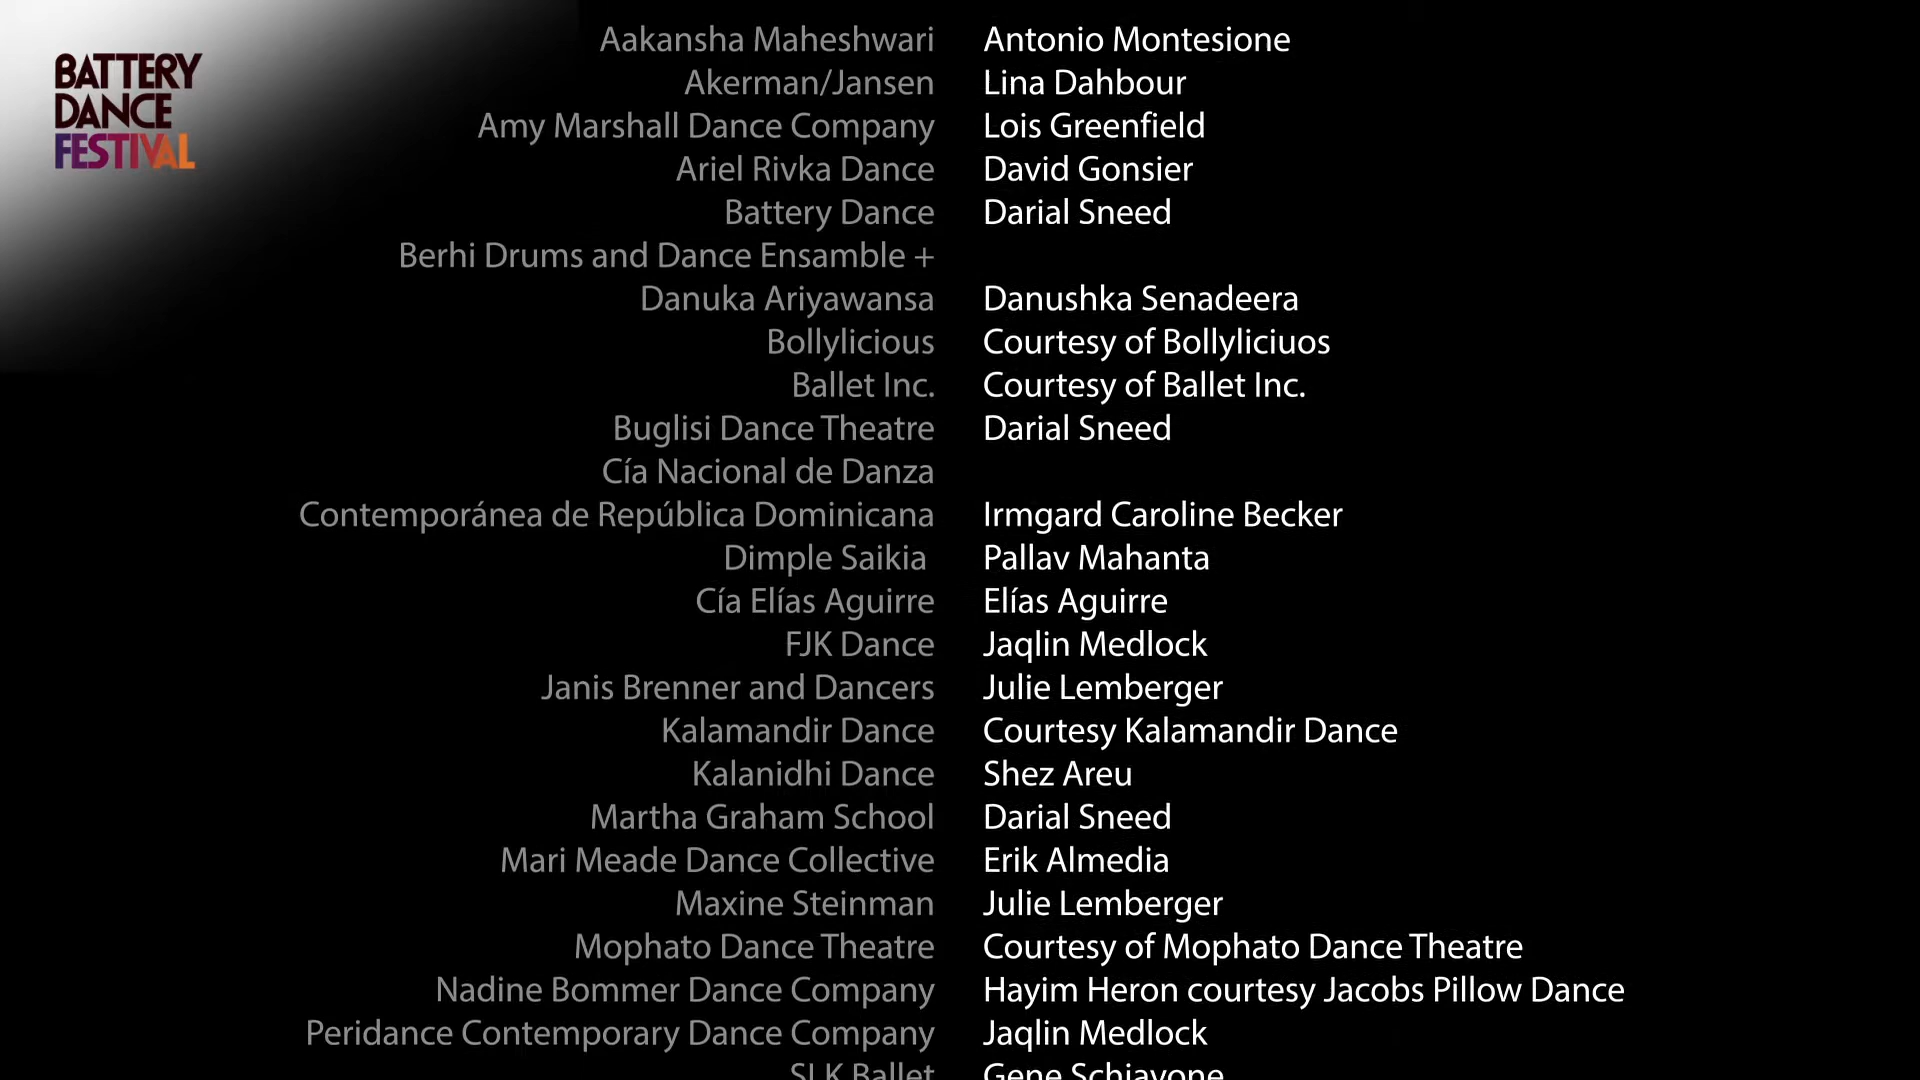 BATTERY
DANCE
FESTIVAL
Aakansha Maheshwari Antonio Montesione
Akerman/Jansen Lina Dahbour
Amy Marshall Dance Company Lois Greenfield
Ariel Rivka Dance David Gonsier
Battery Dance Darial Sneed
Berhi Drums and Dance Ensamble +
Danuka Ariyawansa Danushka Senadeera
Bollylicious Courtesy of Bollyliciuos
Ballet Inc. Courtesy of Ballet Inc.
Buglisi Dance Theatre Darial Sneed
Cía Nacional de Danza
Contemporánea de República Dominicana Irmgard Caroline Becker
Dimple Saikia Pallav Mahanta
Cía Elías Aguirre Elías Aguirre
FJK Dance Jaqlin Medlock
Janis Brenner and Dancers Julie Lemberger
Kalamandir Dance Courtesy Kalamandir Dance
Kalanidhi Dance Shez Areu
Martha Graham School Darial Sneed
Mari Meade Dance Collective Erik Almedia
Maxine Steinman Julie Lemberger
Mophato Dance Theatre Courtesy of Mophato Dance Theatre
Nadine Bommer Dance Company Hayim Heron courtesy Jacobs Pillow Dance
Peridance Contemporary Dance Company Jaqlin Medlock
SLK Ballet Gene Schiavone